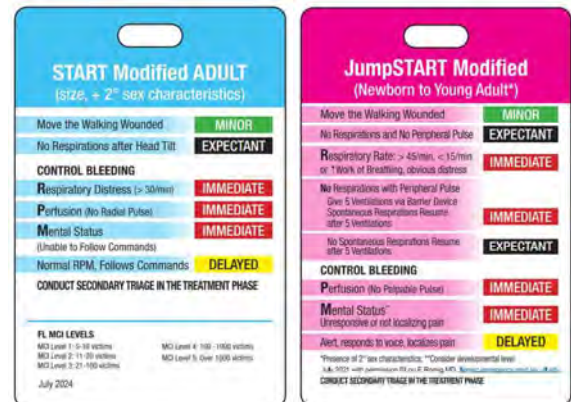 START Modified ADULT
(size, + 2° sex characteristics)
Move the Walking Wounded MINOR
No Respirations after Head Tilt EXPECTANT
CONTROL BLEEDING
Respiratory Distress (> 30/min) IMMEDIATE
Perfusion (No Radial Pulse) IMMEDIATE
Mental Status IMMEDIATE
(Unable to Follow Commands)
Normal RPM, Follows Commands DELAYED
CONDUCT SECONDARY TRIAGE IN THE TREATMENT PHASE
FL MCI LEVELS
MCI Level 1: 5-10 victims
MCI Level 2: 11-20 victims
MCI Level 3: 21-100 victims
MCI Level 4: 100-1000 victims
MCI Level 5: Over 1000 victims
July 2024
JumpSTART Modified
(Newborn to Young Adult*)
Move the Walking Wounded MINOR
No Respirations and No Peripheral Pulse EXPECTANT
Respiratory Rate: > 45/min, < 15/min
or ↑Work of Breathing, obvious distress IMMEDIATE
No Respirations with Peripheral Pulse
Give 5 Ventilations via Barrier Device
Spontaneous Respirations Resume
after 5 Ventilations IMMEDIATE
No Spontaneous Respirations Resume
after 5 Ventilations EXPECTANT
CONTROL BLEEDING
Perfusion (No Palpable Pulse) IMMEDIATE
Mental Status** IMMEDIATE
Unresponsive or not localizing pain
Alert, responds to voice, localizes pain DELAYED
*Presence of 2° sex characteristics; **Consider developmental level
with permission
CONDUCT SECONDARY TRIAGE IN THE TREATMENT PHASE